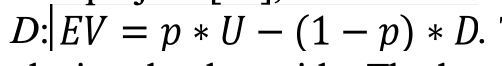 D: EV = p * U − (1 − p) * D.